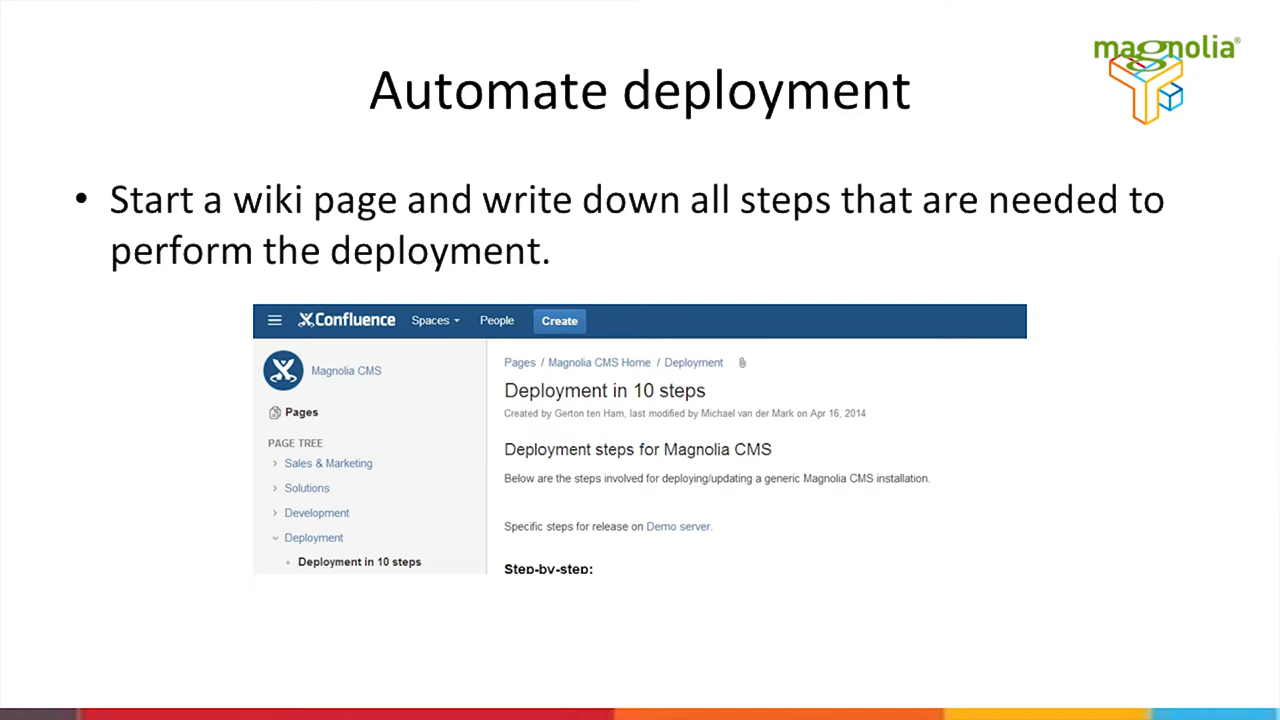 magnolia®
Automate deployment
• Start a wiki page and write down all steps that are needed to
perform the deployment.
Confluence Spaces People Create
Magnolia CMS
Pages
PAGE TREE
Sales & Marketing
Solutions
Development
Deployment
Deployment in 10 steps
Pages / Magnolia CMS Home / Deployment
Deployment in 10 steps
Created by Gerton ten Ham, last modified by Michael van der Mark on Apr 16, 2014
Deployment steps for Magnolia CMS
Below are the steps involved for deploying/updating a generic Magnolia CMS installation.
Specific steps for release on Demo server.
Step-by-step: